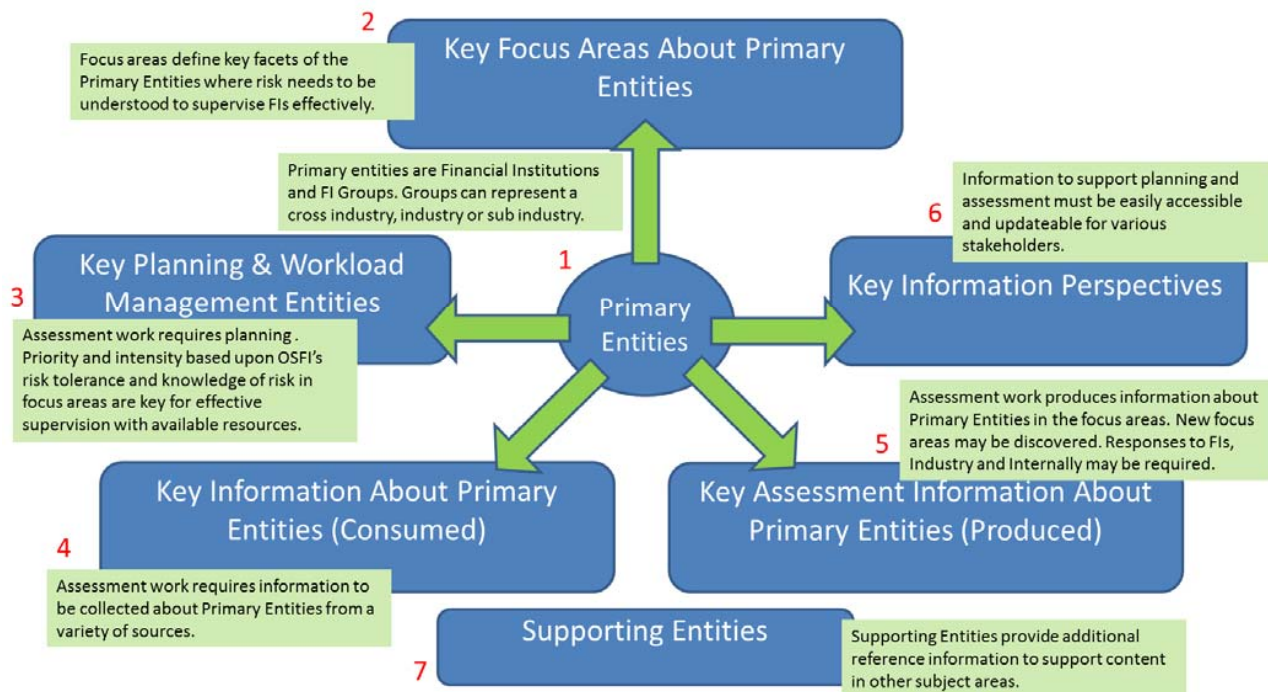 2
Key Focus Areas About Primary
Entities
Focus areas define key facets of the
Primary Entities where risk needs to be
understood to supervise FIs effectively.
Primary entities are Financial Institutions
and FI Groups. Groups can represent a
cross industry, industry or sub industry.
1
Primary
Entities
3
Key Planning & Workload
Management Entities
Assessment work requires planning .
Priority and intensity based upon OSFI's
risk tolerance and knowledge of risk in
focus areas are key for effective
supervision with available resources.
6
Information to support planning and
assessment must be easily accessible
and updateable for various
stakeholders.
Key Information Perspectives
4
Key Information About Primary
Entities (Consumed)
Assessment work requires information to
be collected about Primary Entities from a
variety of sources.
5
Assessment work produces information about
Primary Entities in the focus areas. New focus
areas may be discovered. Responses to FIs,
Industry and Internally may be required.
Key Assessment Information About
Primary Entities (Produced)
7
Supporting Entities
Supporting Entities provide additional
reference information to support content
in other subject areas.